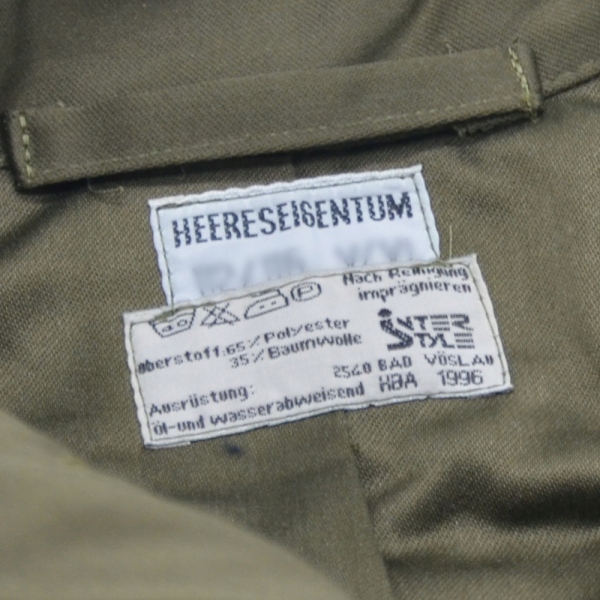 HEERESEIGENTUM
Nach Reinigung
imprägnieren
oberstoff:65% Polyester
35% Baumwolle
INTER
STYLE
2540 BAD VÖSLAU
HBA 1996
Ausrüstung:
öl-und wasserabweisend